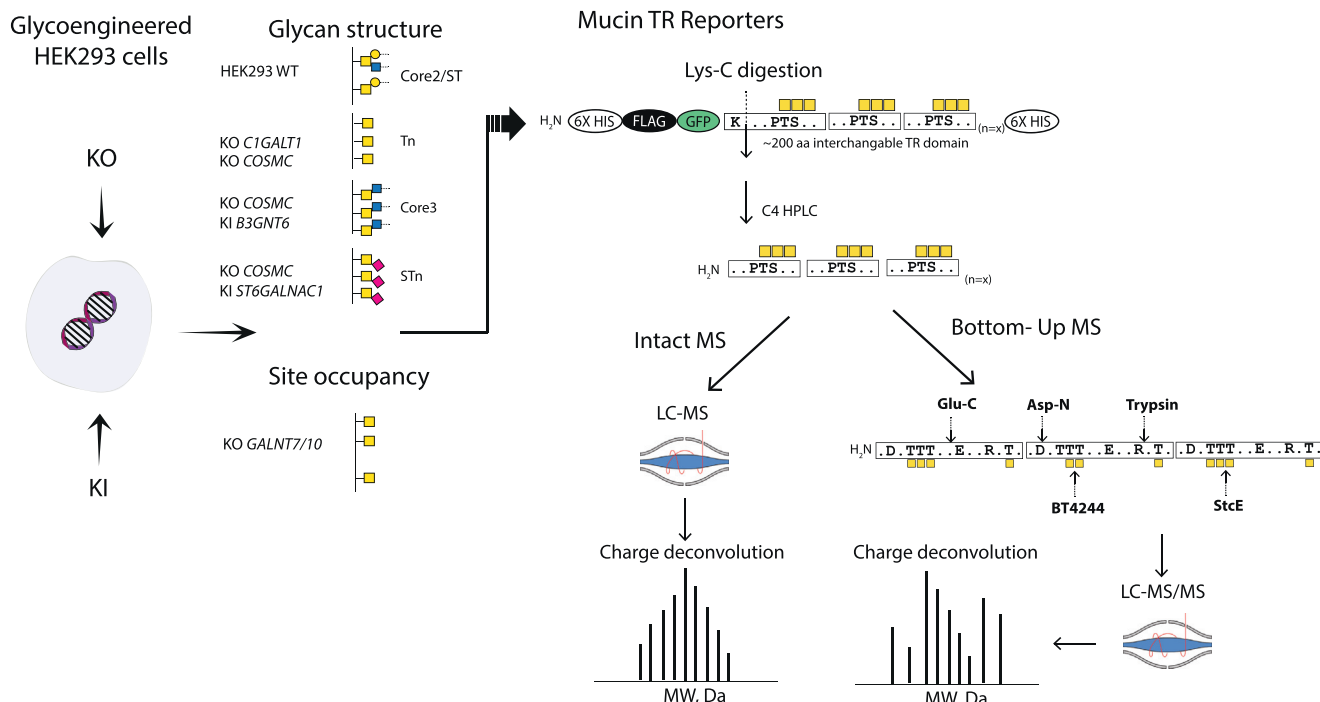 Glycoengineered
HEK293 cells
KO
KI
Glycan structure
HEK293 WT
Core2/ST
KO C1GALT1
KO COSMC
Tn
KO COSMC
KI B3GNT6
Core3
KO COSMC
KI ST6GALNAC1
STn
Site occupancy
KO GALNT7/10
Mucin TR Reporters
Lys-C digestion
H2N 6X HIS FLAG GFP K...PTS.. ..PTS.. ..PTS.. (n=x) 6X HIS
~200 aa interchangable TR domain
C4 HPLC
H2N ..PTS.. ..PTS.. ..PTS.. (n=x)
Intact MS
Bottom- Up MS
LC-MS
Charge deconvolution
MW, Da
Glu-C Asp-N Trypsin
H2N D.TTT..E..R.T D.TTT..E..R.T D.TTT..E..R.T
BT4244 StcE
LC-MS/MS
Charge deconvolution
MW, Da